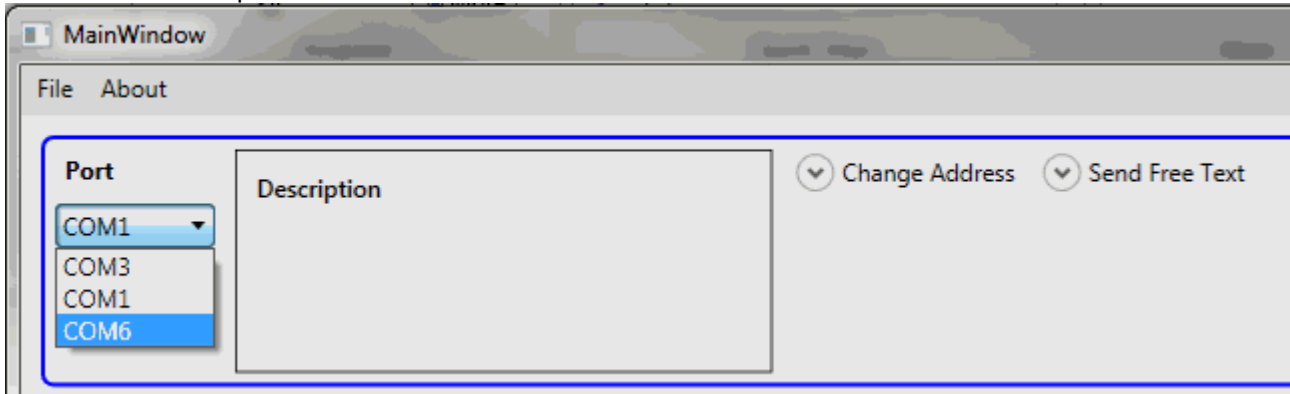 MainWindow
File About
Port
Description
Change Address Send Free Text
COM1
COM3
COM1
COM6